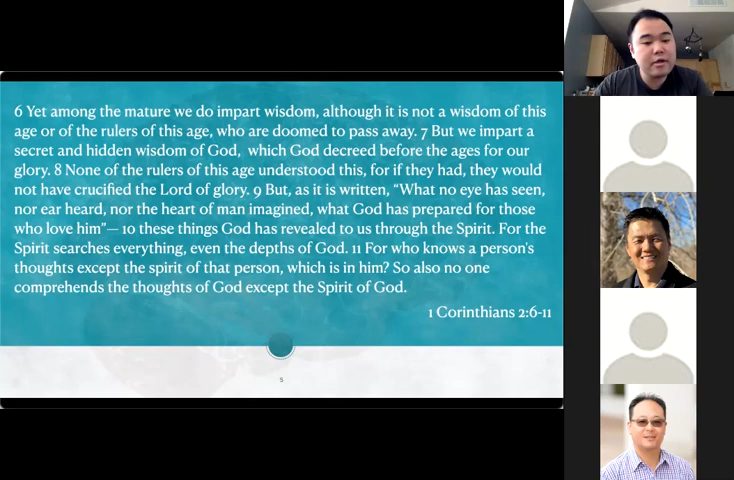 6 Yet among the mature we do impart wisdom, although it is not a wisdom of this
age or of the rulers of this age, who are doomed to pass away. 7 But we impart a
secret and hidden wisdom of God, which God decreed before the ages for our
glory. 8 None of the rulers of this age understood this, for if they had, they would
not have crucified the Lord of glory. 9 But, as it is written, “What no eye has seen,
nor ear heard, nor the heart of man imagined, what God has prepared for those
who love him”— 10 these things God has revealed to us through the Spirit. For the
Spirit searches everything, even the depths of God. 11 For who knows a person's
thoughts except the spirit of that person, which is in him? So also no one
comprehends the thoughts of God except the Spirit of God.
1 Corinthians 2:6-11
5